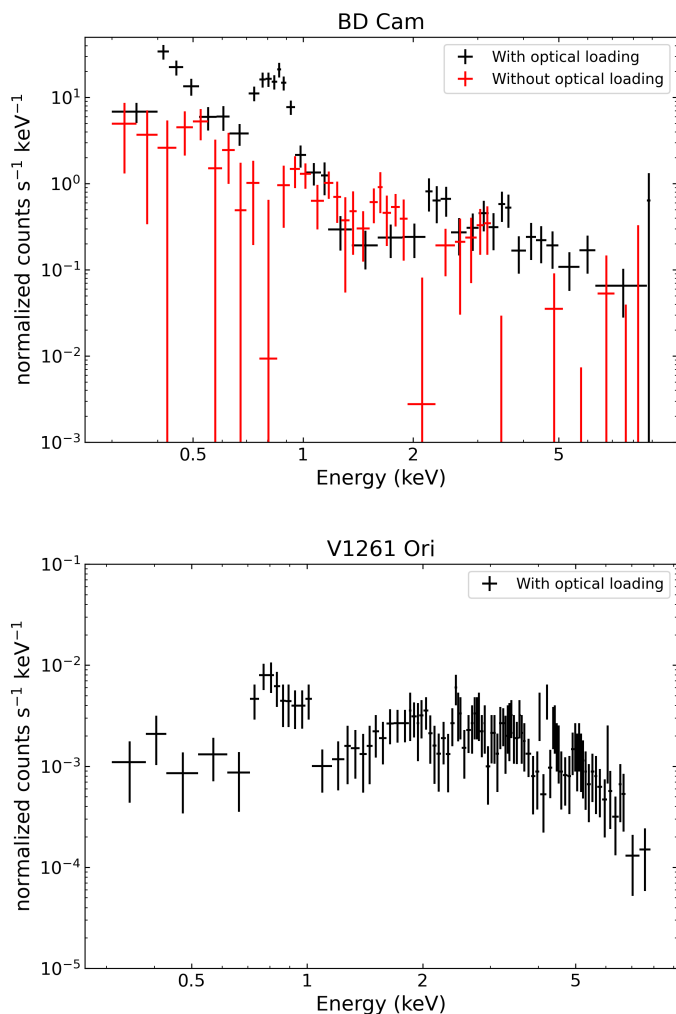 BD Cam
With optical loading
Without optical loading
10¹
10⁰
10⁻¹
10⁻²
10⁻³
normalized counts s⁻¹ keV⁻¹
0.5 1 2 5
Energy (keV)
V1261 Ori
With optical loading
10⁻¹
10⁻²
10⁻³
10⁻⁴
10⁻⁵
normalized counts s⁻¹ keV⁻¹
0.5 1 2 5
Energy (keV)